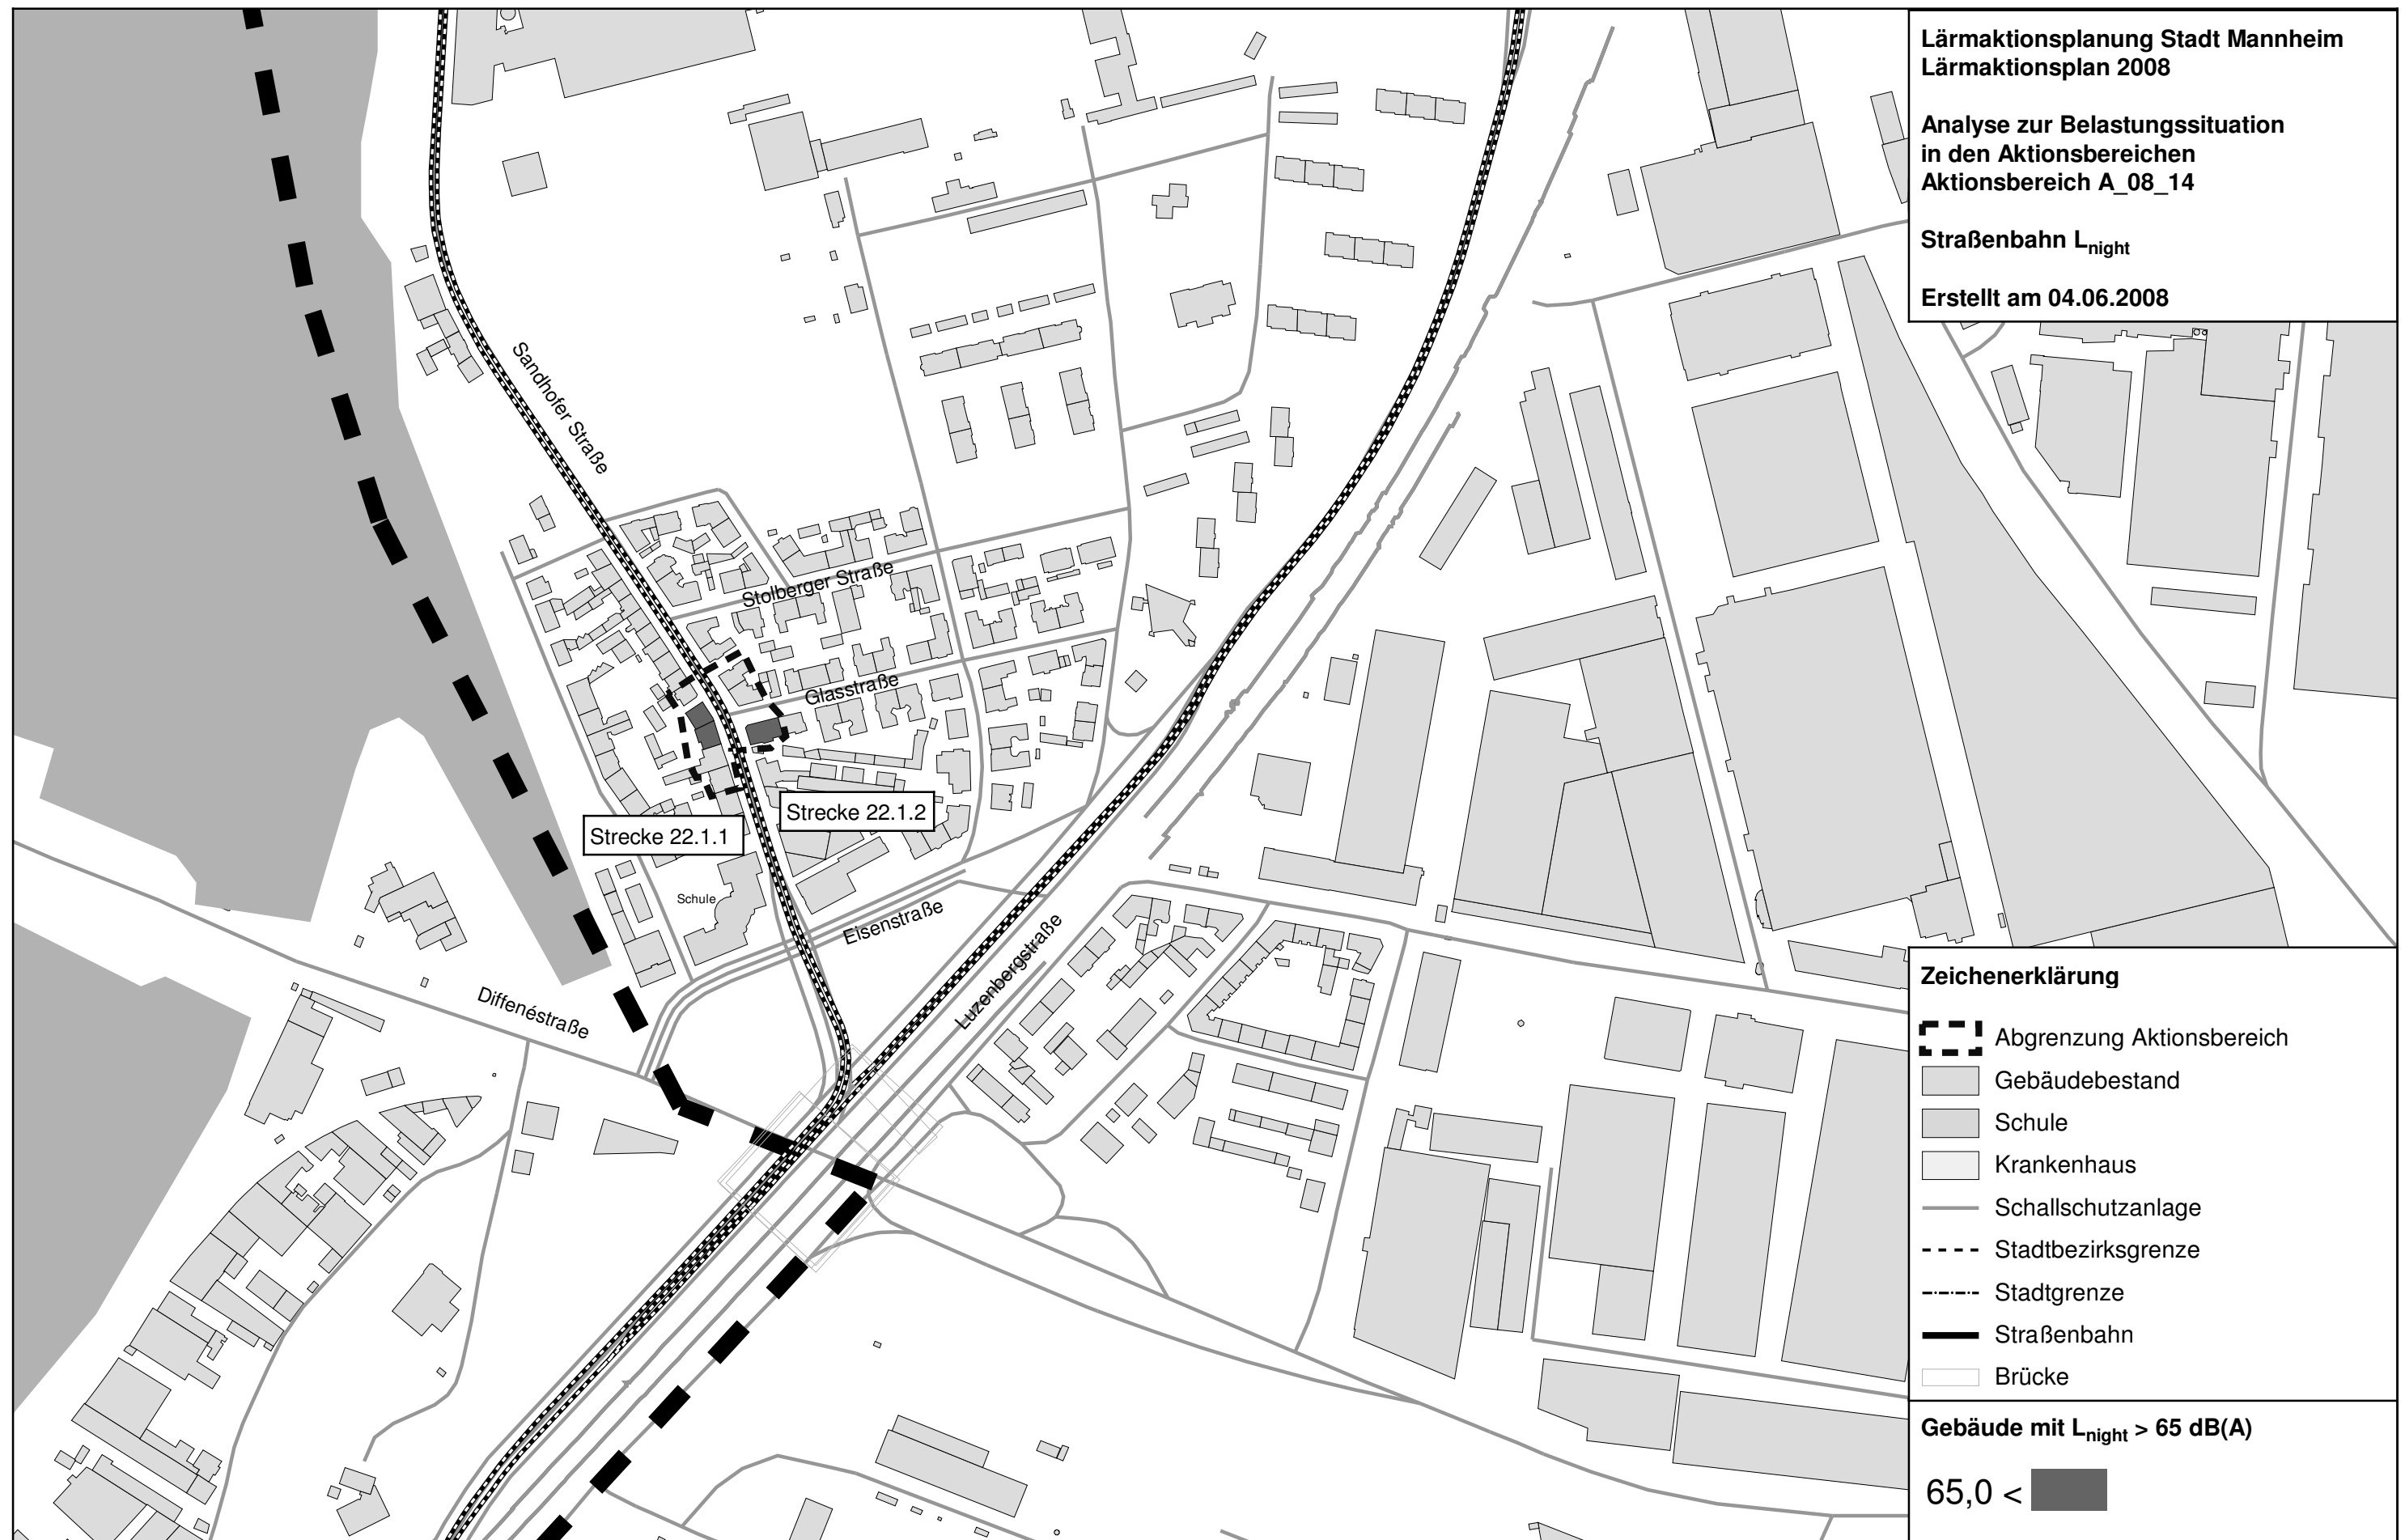 Lärmaktionsplanung Stadt Mannheim
Lärmaktionsplan 2008
Analyse zur Belastungssituation
in den Aktionsbereichen
Aktionsbereich A_08_14
Straßenbahn Lnight
Erstellt am 04.06.2008
Sandhofer Straße
Stolberger Straße
Glasstraße
Strecke 22.1.2
Strecke 22.1.1
Schule
Eisenstraße
Luzenbergstraße
Diffenéstraße
Zeichenerklärung
Abgrenzung Aktionsbereich
Gebäudebestand
Schule
Krankenhaus
Schallschutzanlage
Stadtbezirksgrenze
Stadtgrenze
Straßenbahn
Brücke
Gebäude mit Lnight > 65 dB(A)
65,0 <